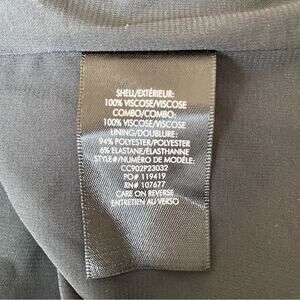 SHELL/EXTÉRIEUR:
100% VISCOSE/VISCOSE
COMBO/COMBO:
100% VISCOSE/VISCOSE
LINING/DOUBLURE:
94% POLYESTER/POLYESTER
6% ELASTANE/ÉLASTHANNE
STYLE#/NUMÉRO DE MODÈLE:
CC902P23032
PO# 119419
RN# 107677
CARE ON REVERSE
ENTRETIEN AU VERSO